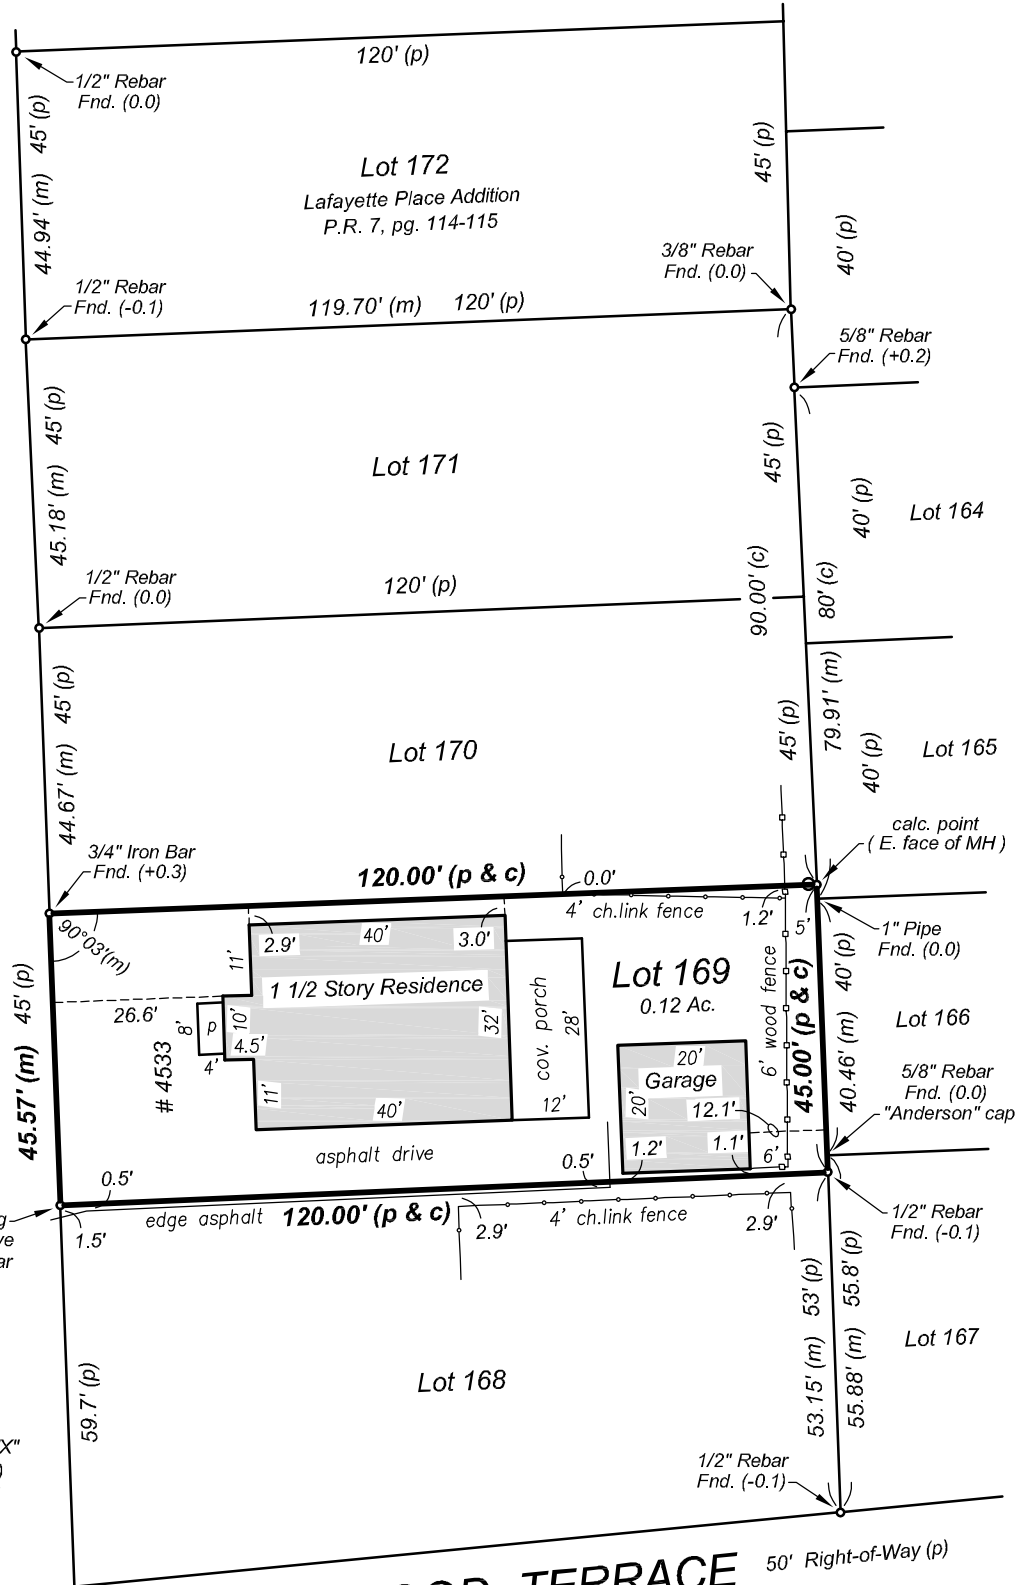 120' (p)
1/2" Rebar
Fnd. (0.0)
45' (p)
44.94' (m)
45' (p)
Lot 172
Lafayette Place Addition
P.R. 7, pg. 114-115
40' (p)
3/8" Rebar
Fnd. (0.0)
1/2" Rebar
Fnd. (-0.1)
119.70' (m) 120' (p)
5/8" Rebar
Fnd. (+0.2)
45' (p)
45.18' (m)
45' (p)
Lot 171
40' (p)
Lot 164
1/2" Rebar
Fnd. (0.0)
120' (p)
90.00' (c)
80' (c)
45' (p)
44.67' (m)
45' (p)
79.91' (m)
Lot 170
40' (p)
Lot 165
calc. point
( E. face of MH )
3/4" Iron Bar
Fnd. (+0.3)
120.00' (p & c)
0.0'
4' ch.link fence
1.2'
5'
1" Pipe
Fnd. (0.0)
90°03'(m)
2.9'
40'
3.0'
11'
Lot 169
0.12 Ac.
1 1/2 Story Residence
45' (p)
45.57' (m)
26.6'
8'
p
4'
10'
4.5'
32'
cov. porch
28'
12'
# 4533
11'
40'
6' wood fence
45.00' (p & c)
40' (p)
40.46' (m)
Lot 166
20'
Garage
20'
12.1'
5/8" Rebar
Fnd. (0.0)
"Anderson" cap
asphalt drive
0.5'
0.5'
1.2'
1.1'
6'
edge asphalt
120.00' (p & c)
1.5'
2.9'
4' ch.link fence
2.9'
1/2" Rebar
Fnd. (-0.1)
53' (p)
53.15' (m)
55.8' (p)
55.88' (m)
Lot 167
59.7' (p)
Lot 168
X"
1/2" Rebar
Fnd. (-0.1)
TERRACE
50' Right-of-Way (p)